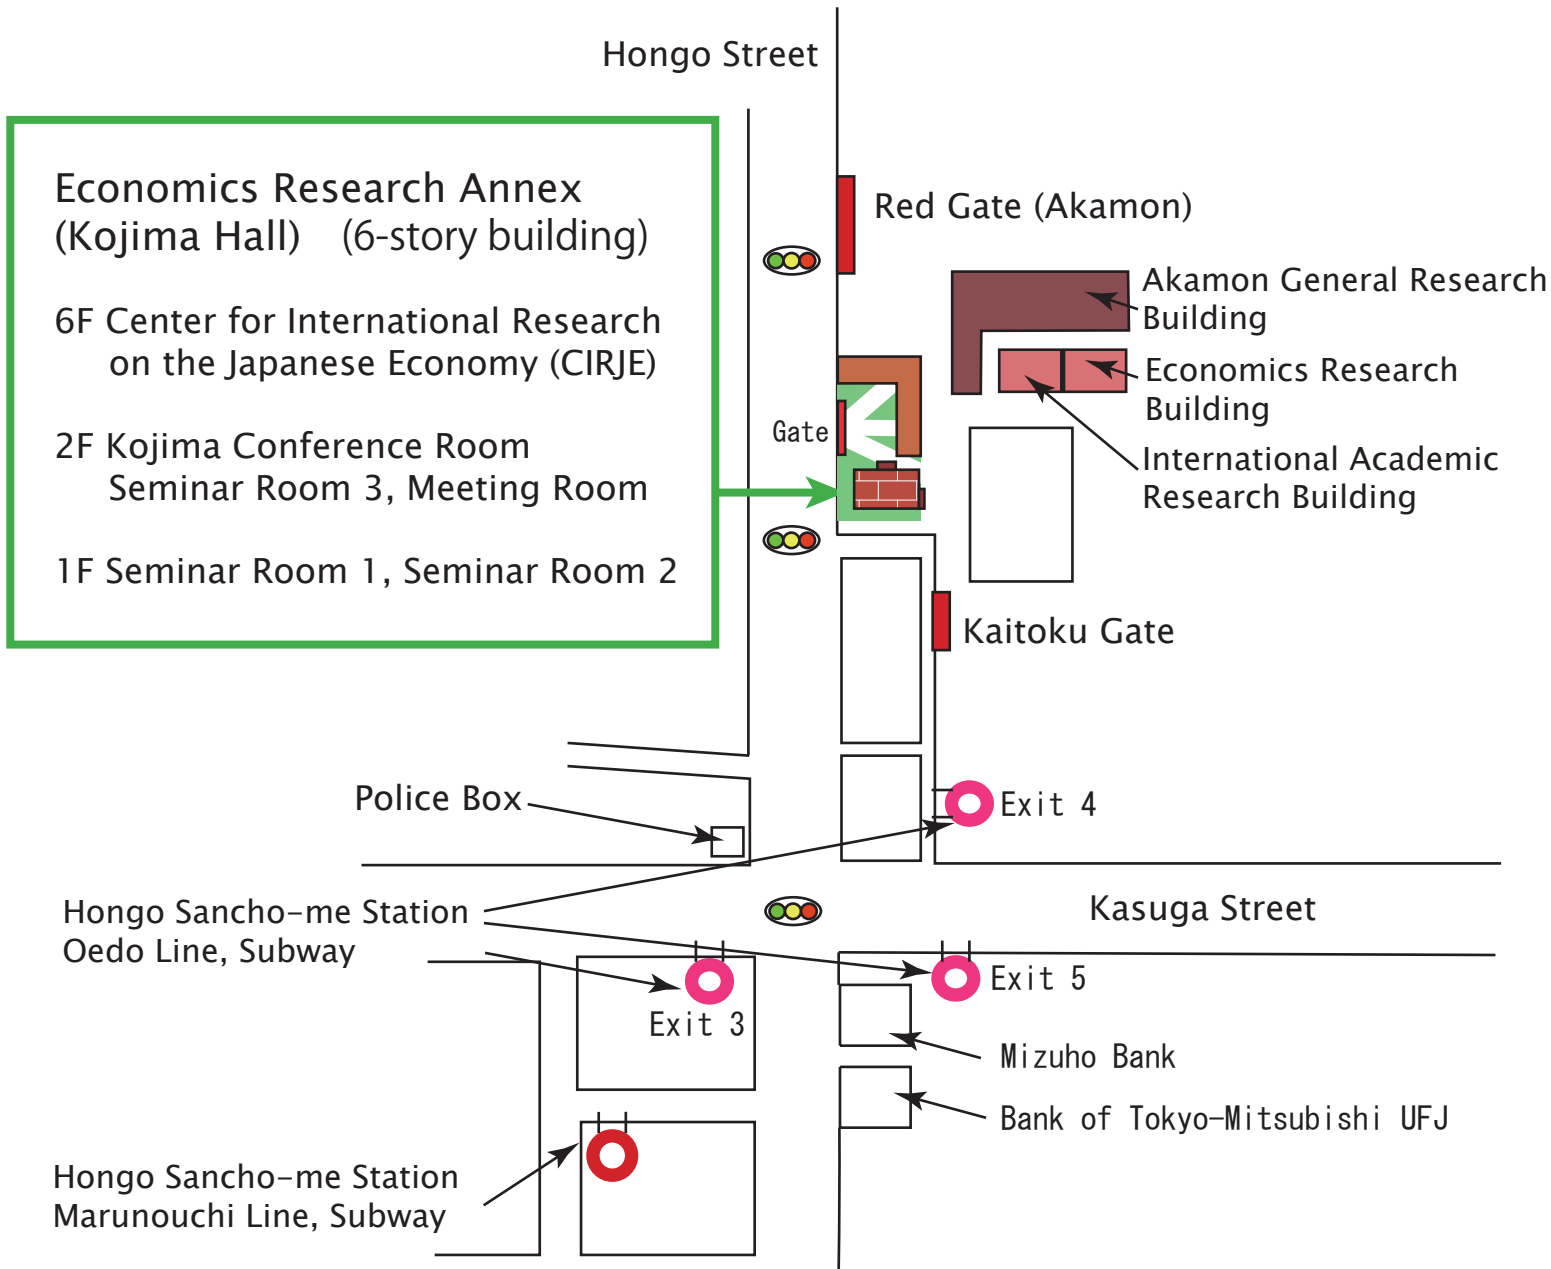 Hongo Street
Economics Research Annex
(Kojima Hall) (6-story building)
6F Center for International Research
on the Japanese Economy (CIRJE)
2F Kojima Conference Room
Seminar Room 3, Meeting Room
1F Seminar Room 1, Seminar Room 2
Red Gate (Akamon)
Akamon General Research
Building
Economics Research
Building
International Academic
Research Building
Gate
Kaitoku Gate
Police Box
Exit 4
Hongo Sancho-me Station
Oedo Line, Subway
Kasuga Street
Exit 5
Exit 3
Mizuho Bank
Bank of Tokyo-Mitsubishi UFJ
Hongo Sancho-me Station
Marunouchi Line, Subway